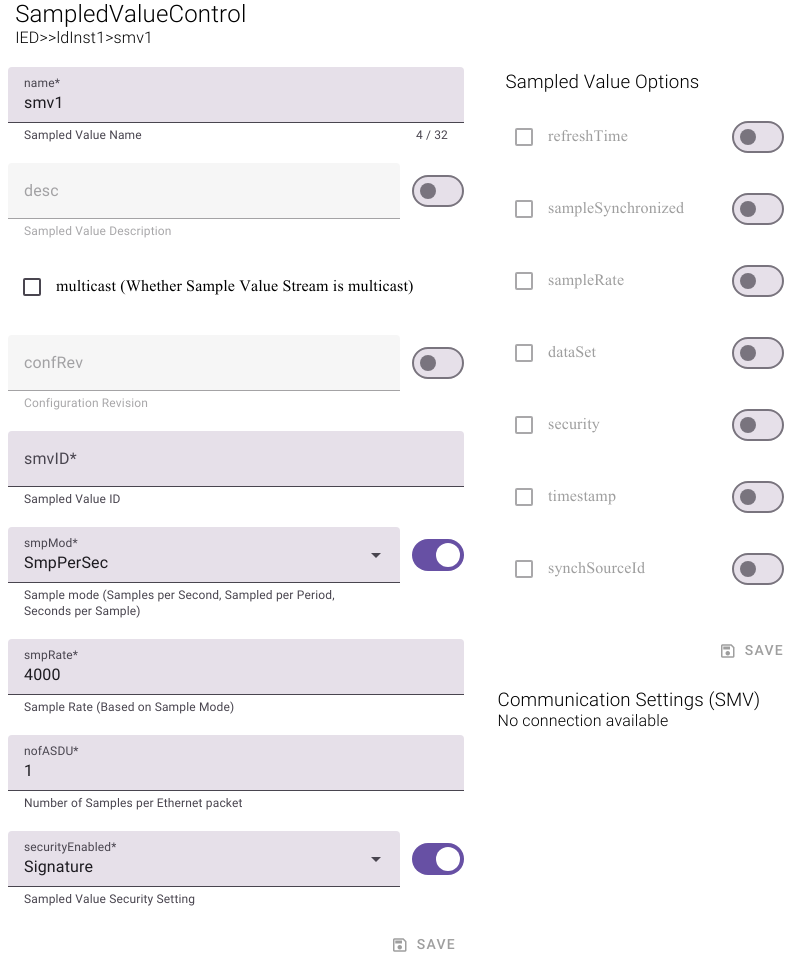 SampledValueControl
IED>>ldInst1>smv1
name*
smv1
Sampled Value Name
4 / 32
desc
Sampled Value Description
multicast (Whether Sample Value Stream is multicast)
confRev
Configuration Revision
smvID*
Sampled Value ID
smpMod*
SmpPerSec
Sample mode (Samples per Second, Sampled per Period,
Seconds per Sample)
smpRate*
4000
Sample Rate (Based on Sample Mode)
nofASDU*
1
Number of Samples per Ethernet packet
securityEnabled*
Signature
Sampled Value Security Setting
SAVE
Sampled Value Options
refreshTime
sampleSynchronized
sampleRate
dataSet
security
timestamp
synchSourceId
SAVE
Communication Settings (SMV)
No connection available